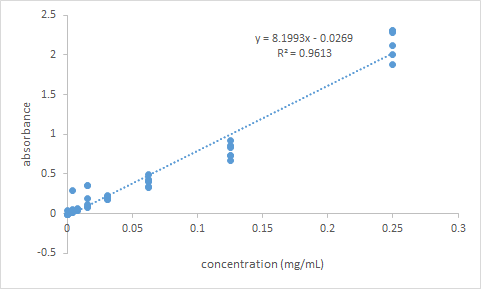 2.5
y = 8.1993x - 0.0269
R² = 0.9613
2
1.5
absorbance
1
0.5
0
0 0.05 0.1 0.15 0.2 0.25 0.3
-0.5
concentration (mg/mL)